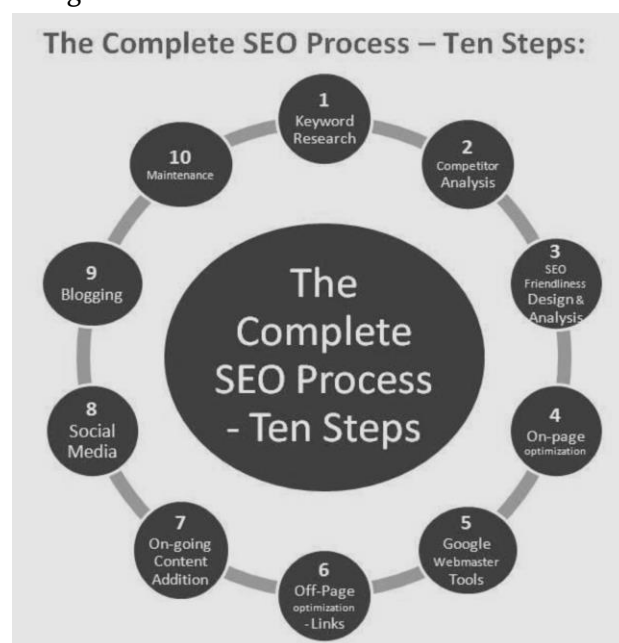 The Complete SEO Process – Ten Steps:
1
Keyword
Research
2
Competitor
Analysis
3
SEO
Friendliness
Design &
Analysis
4
On-page
optimization
5
Google
Webmaster
Tools
6
Off-Page
optimization
- Links
7
On-going
Content
Addition
8
Social
Media
9
Blogging
10
Maintenance
The
Complete
SEO Process
- Ten Steps